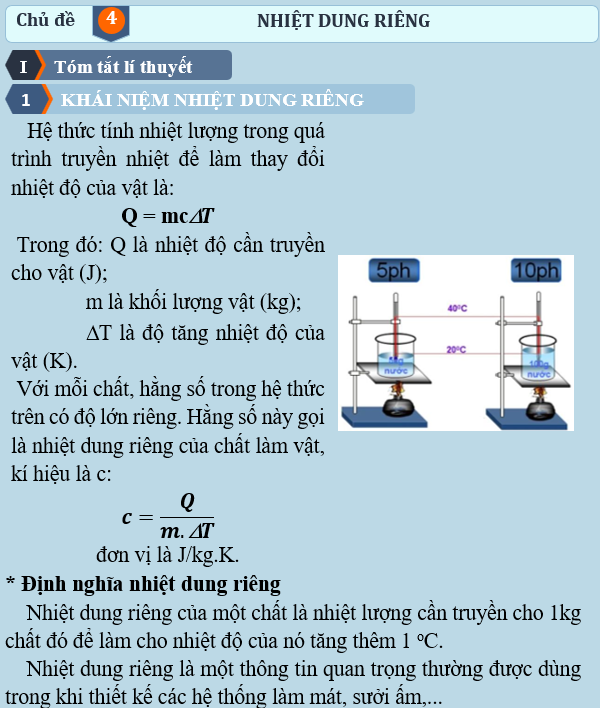 Chủ đề 4 NHIỆT DUNG RIÊNG
I Tóm tắt lí thuyết
1 KHÁI NIỆM NHIỆT DUNG RIÊNG
Hệ thức tính nhiệt lượng trong quá
trình truyền nhiệt để làm thay đổi
nhiệt độ của vật là:
Q = mcΔT
Trong đó: Q là nhiệt độ cần truyền
cho vật (J);
m là khối lượng vật (kg);
ΔT là độ tăng nhiệt độ của
vật (K).
Với mỗi chất, hằng số trong hệ thức
trên có độ lớn riêng. Hằng số này gọi
là nhiệt dung riêng của chất làm vật,
kí hiệu là c:
c = Q / m. ΔT
đơn vị là J/kg.K.
5ph 10ph
40⁰C
20⁰C
nước 100g
nước
* Định nghĩa nhiệt dung riêng
Nhiệt dung riêng của một chất là nhiệt lượng cần truyền cho 1kg
chất đó để làm cho nhiệt độ của nó tăng thêm 1 ºC.
Nhiệt dung riêng là một thông tin quan trọng thường được dùng
trong khi thiết kế các hệ thống làm mát, sưởi ấm,...